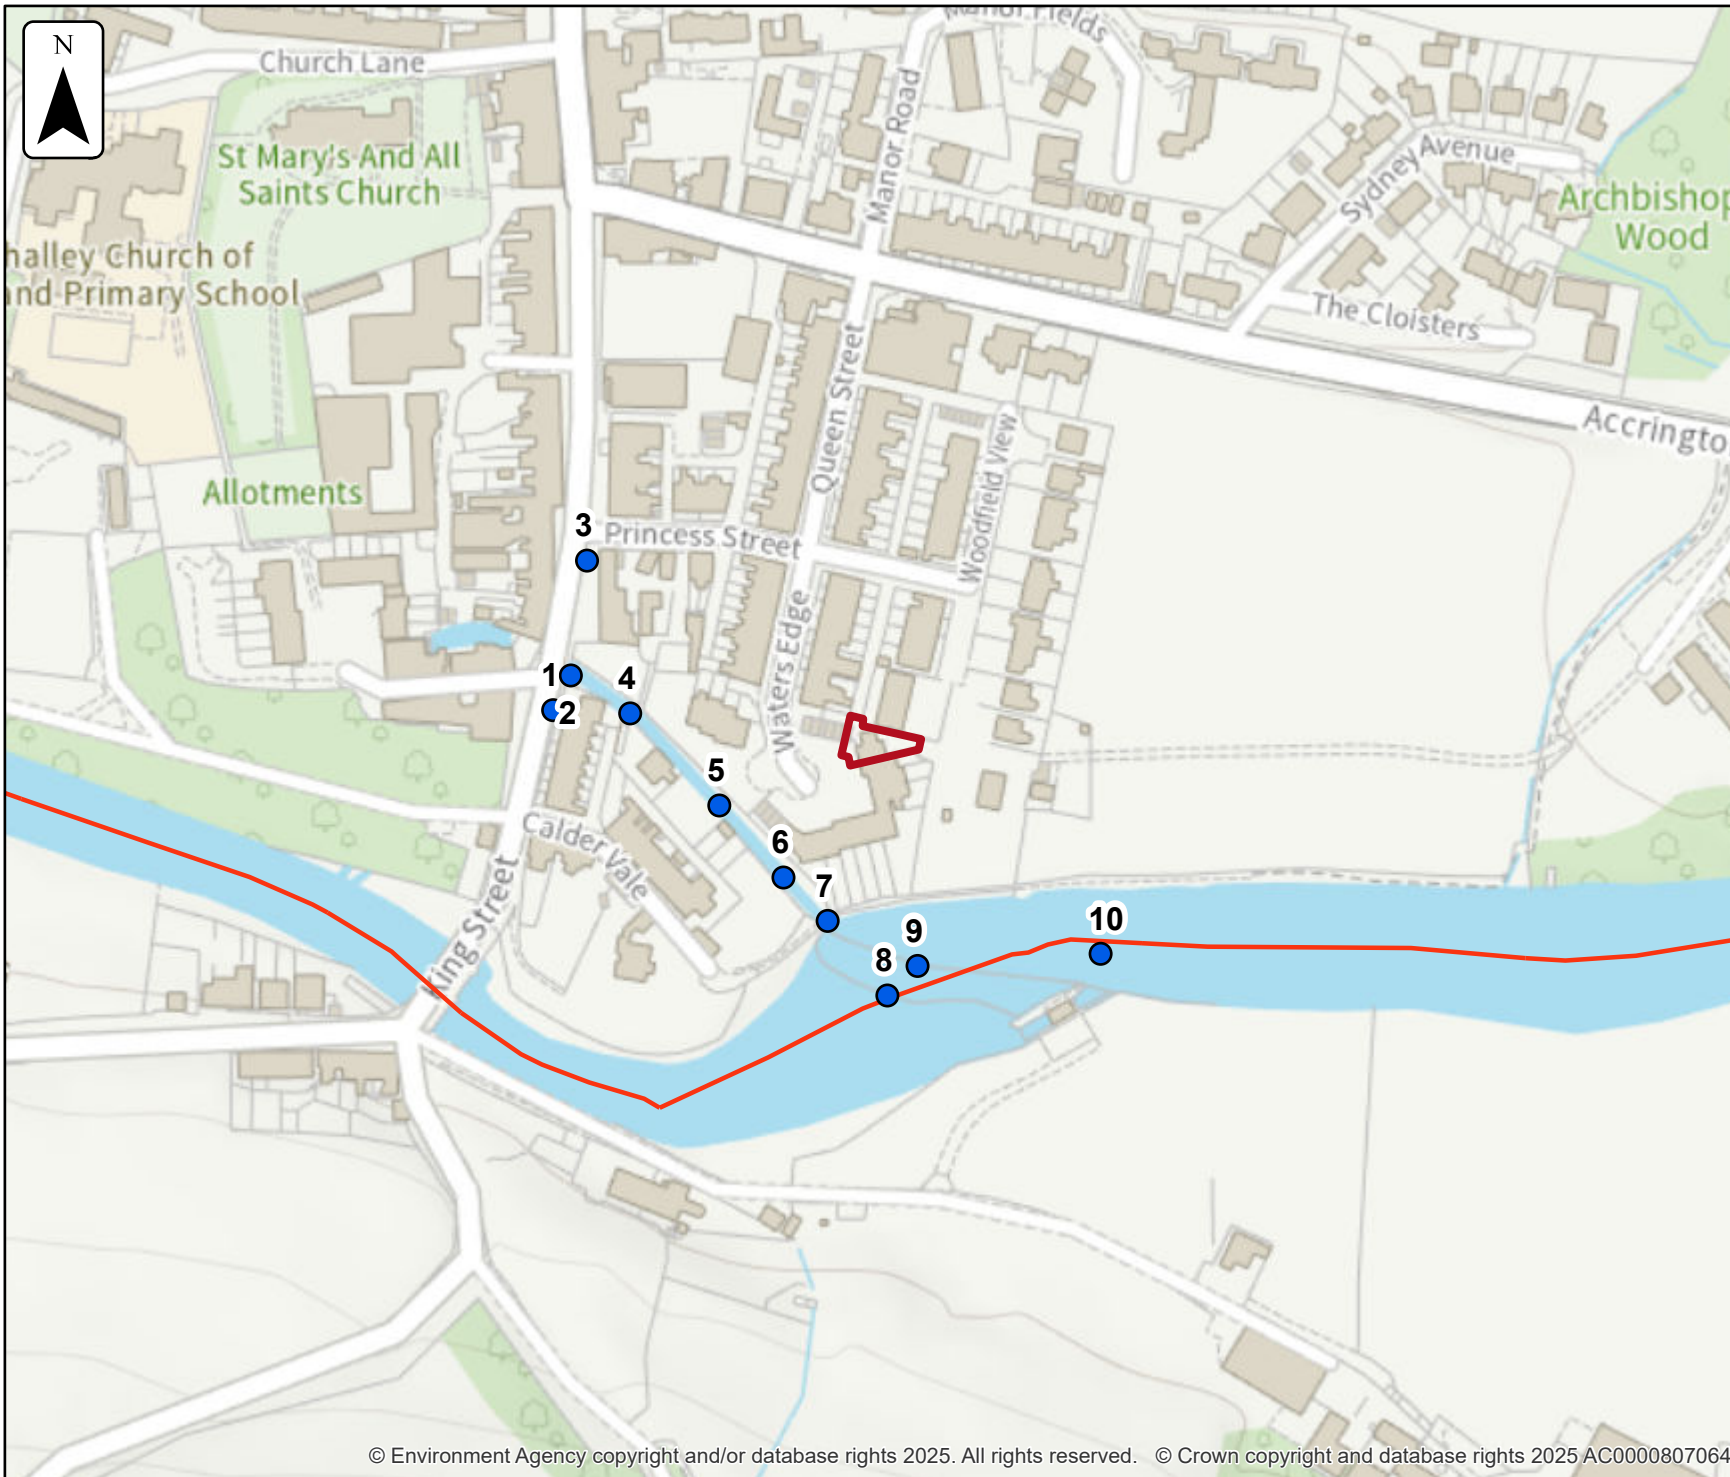 N
Church Lane
Manor Fields
St Mary's And All
Saints Church
Manor Road
Sydney Avenue
Archbishop
Wood
halley Church of
nd Primary School
The Cloisters
Queen Street
Accringto
Woodfield View
Allotments
3
Princess Street
Waters Edge
1
4
2
5
Calder Vale
6
7
King Street
9
10
8
© Environment Agency copyright and/or database rights 2025. All rights reserved. © Crown copyright and database rights 2025 AC0000807064